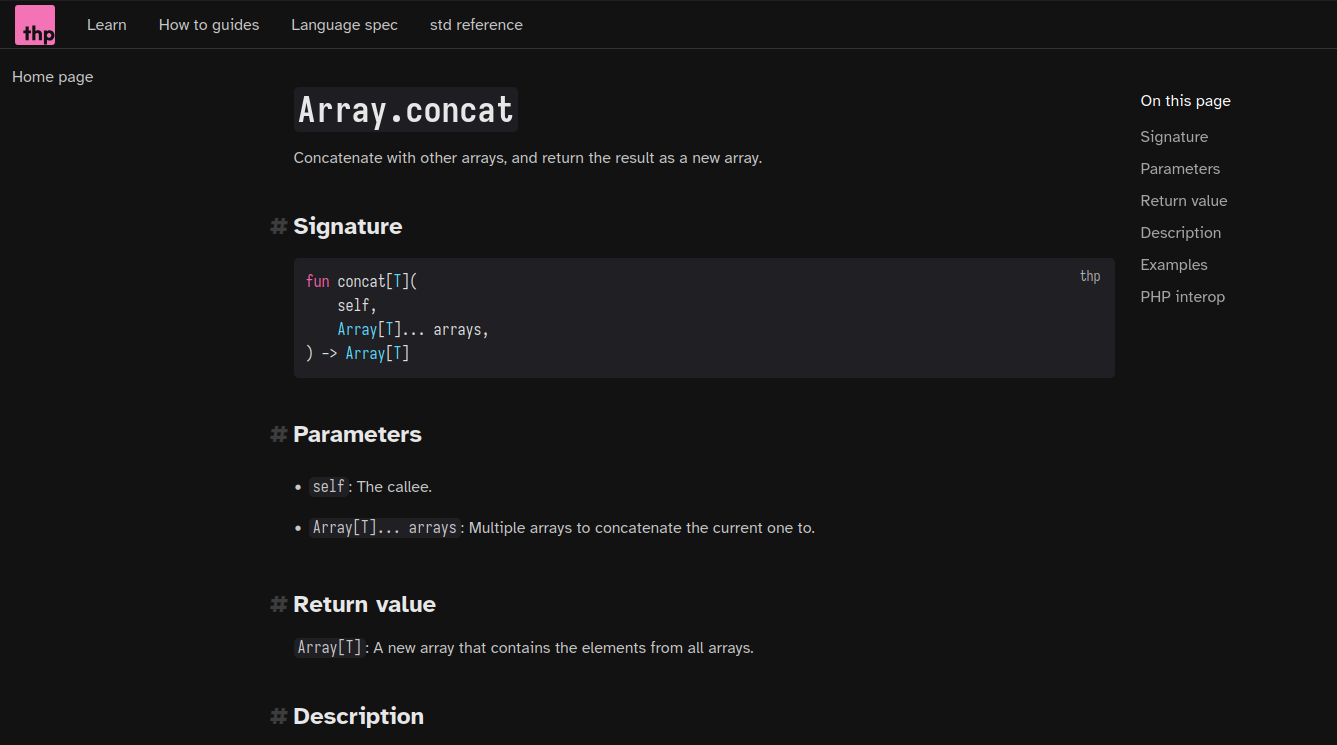 thp
Learn
How to guides
Language spec
std reference
Home page
Array.concat
Concatenate with other arrays, and return the result as a new array.
# Signature
thp
fun concat[T](
    self,
    Array[T]... arrays,
) -> Array[T]
# Parameters
• self: The callee.
• Array[T]... arrays: Multiple arrays to concatenate the current one to.
# Return value
Array[T]: A new array that contains the elements from all arrays.
# Description
On this page
Signature
Parameters
Return value
Description
Examples
PHP interop